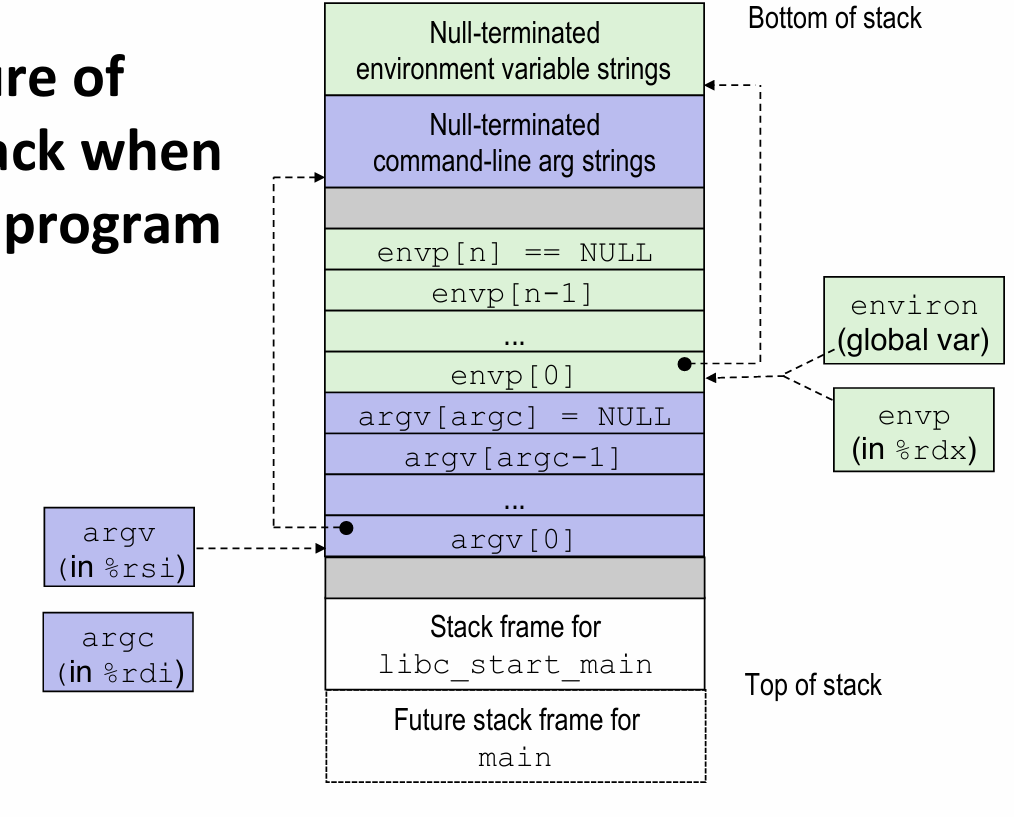 ure of
ack when
program
Bottom of stack
Null-terminated
environment variable strings
Null-terminated
command-line arg strings
envp[n] == NULL
envp[n-1]
...
envp[0]
argv[argc] = NULL
argv[argc-1]
...
argv[0]
environ
(global var)
envp
(in %rdx)
argv
(in %rsi)
argc
(in %rdi)
Stack frame for
libc_start_main
Top of stack
Future stack frame for
main